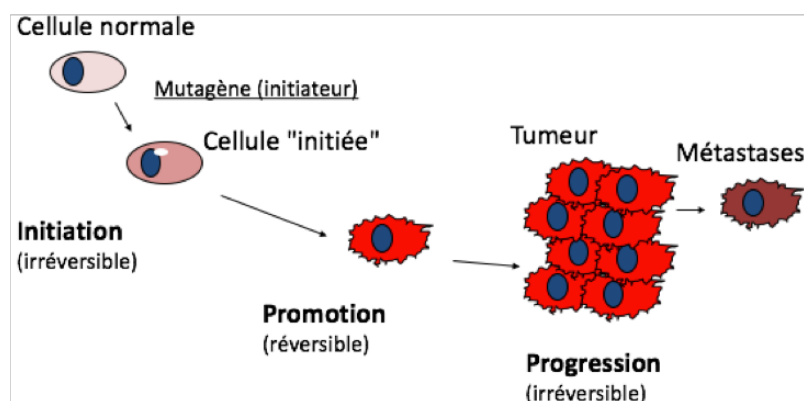 Cellule normale
Mutagène (initiateur)
Cellule "initiée"
Tumeur
Métastases
Initiation
(irréversible)
Promotion
(réversible)
Progression
(irréversible)